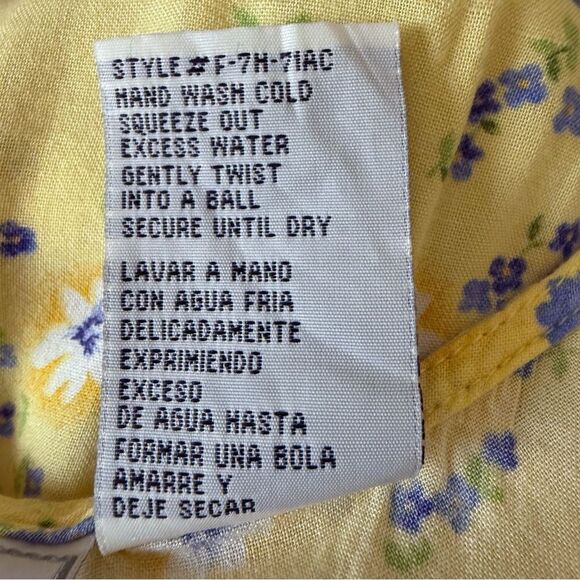 STYLE # F-7H-71AC
HAND WASH COLD
SQUEEZE OUT
EXCESS WATER
GENTLY TWIST
INTO A BALL
SECURE UNTIL DRY
LAVAR A MANO
CON AGUA FRIA
DELICADAMENTE
EXPRIMIENDO
EXCESO
DE AGUA HASTA
FORMAR UNA BOLA
AMARRE Y
DEJE SECAR